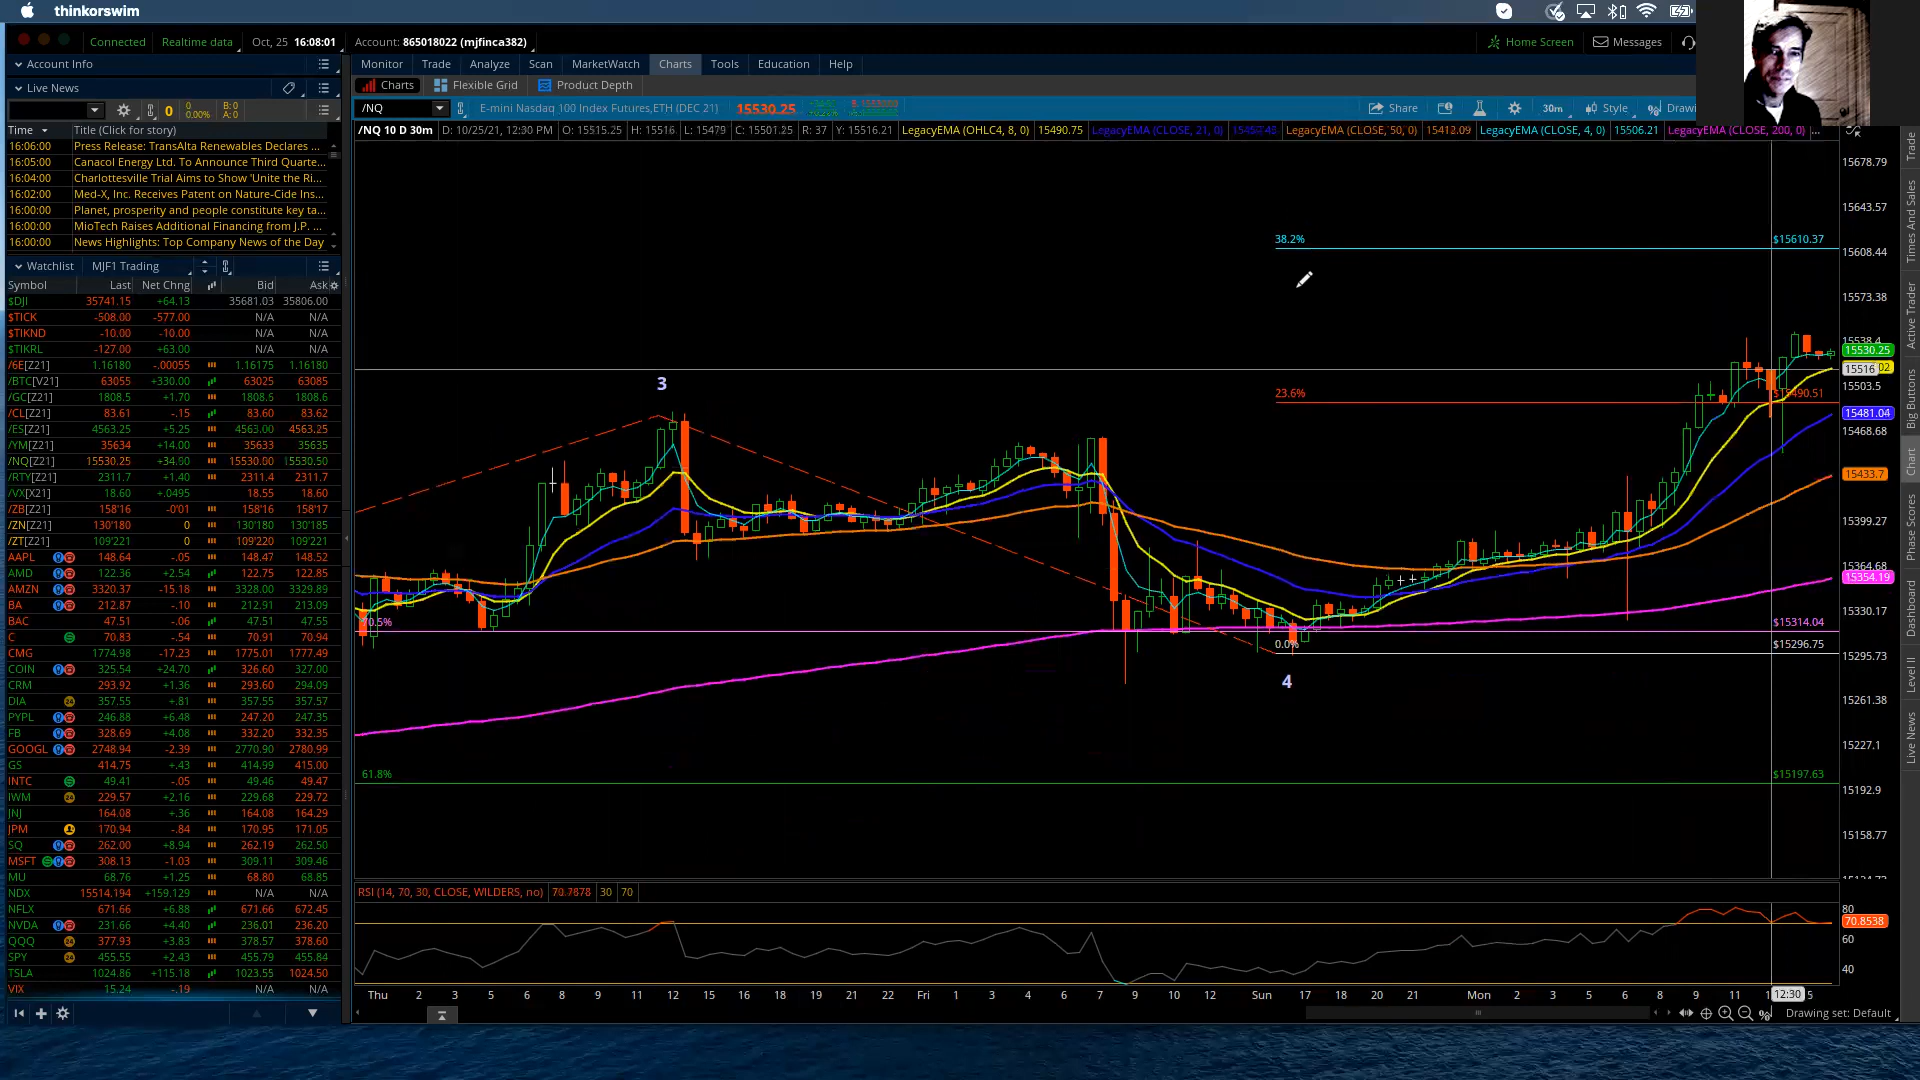 thinkorswim
Connected Realtime data Oct, 25 16:08:01 Account: 865018022 (mjfinca382) Home Screen Messages
Account Info
Live News
0 0 0.00% B: 0 A: 0
Time Title (Click for story)
16:06:00 Press Release: TransAlta Renewables Declares ...
16:05:00 Canacol Energy Ltd. To Announce Third Quarte...
16:04:00 Charlottesville Trial Aims to Show 'Unite the Ri...
16:02:00 Med-X, Inc. Receives Patent on Nature-Cide Ins...
16:00:00 Planet, prosperity and people constitute key ta...
16:00:00 MioTech Raises Additional Financing from J.P. ...
16:00:00 News Highlights: Top Company News of the Day
Watchlist MJF1 Trading
Symbol Last Net Chng Bid Ask
$DJI 35741.15 +64.13 35681.03 35806.00
$TICK -508.00 -577.00 N/A N/A
$TIKND -10.00 -10.00 N/A N/A
$TIKRL -127.00 +63.00 N/A N/A
/6E[Z21] 1.16180 -.00055 1.16175 1.16185
/BTC[V21] 63055 +330.00 63025 63085
/GC[Z21] 1808.5 +1.70 1808.5 1808.6
/CL[Z21] 83.61 -.15 83.60 83.62
/ES[Z21] 4563.25 +5.25 4563.00 4563.25
/YM[Z21] 35634 +14.00 35633 35635
/NQ[Z21] 15530.25 +34.00 15530.00 15530.50
/RTY[Z21] 2311.7 +1.40 2311.4 2311.7
/VX[X21] 18.60 +.0495 18.55 18.60
/ZB[Z21] 158'16 -0'01 158'16 158'17
/ZN[Z21] 130'180 0 130'180 130'185
/ZT[Z21] 109'221 0 109'220 109'221
AAPL 148.64 -.05 148.47 148.52
AMD 122.36 +2.54 122.75 122.85
AMZN 3320.37 -15.18 3328.00 3329.89
BA 212.87 -.10 212.91 213.09
BAC 47.51 -.06 47.51 47.55
C 70.83 -.54 70.91 70.94
CMG 1774.98 -17.23 1775.01 1777.49
COIN 325.54 +24.70 326.60 327.00
CRM 293.92 +1.36 293.60 294.09
DIA 357.55 +.81 357.55 357.57
PYPL 246.88 +6.48 247.20 247.35
FB 328.69 +4.08 332.20 332.35
GOOGL 2748.94 -2.39 2770.90 2780.99
GS 414.75 +.43 414.99 415.00
INTC 49.41 -.05 49.46 49.47
IWM 229.57 +2.16 229.68 229.72
JNJ 164.08 +.36 164.08 164.29
JPM 170.94 -.84 170.95 171.05
SQ 262.00 +8.94 262.19 262.50
MSFT 308.13 -1.03 309.11 309.46
MU 68.76 +1.25 68.80 68.85
NDX 15514.194 +159.129 N/A N/A
NFLX 671.66 +6.88 671.66 672.45
NVDA 231.66 +4.40 236.01 236.20
QQQ 377.93 +3.83 378.57 378.60
SPY 455.55 +2.43 455.79 455.84
TSLA 1024.86 +115.18 1023.55 1024.50
VIX 15.24 -.19 N/A N/A
Monitor Trade Analyze Scan MarketWatch Charts Tools Education Help
Charts Flexible Grid Product Depth
/NQ E-mini Nasdaq 100 Index Futures,ETH (DEC 21) 15530.25 Share 30m Style Drawi
/NQ 10 D 30m D: 10/25/21, 12:30 PM O: 15515.25 H: 15516 L: 15479 C: 15501.25 R: 37 Y: 15516.21 LegacyEMA (OHLC4, 8, 0) 15490.75 LegacyEMA (CLOSE, 21, 0) LegacyEMA (CLOSE, 50, 0) 15412.09 LegacyEMA (CLOSE, 4, 0) 15506.21 LegacyEMA (CLOSE, 200, 0) ...
15678.79
15643.57
38.2% $15610.37
15608.44
15573.38
15538.4
15530.25
15516 02
3
15503.5
23.6% $15490.51
15481.04
15468.68
15433.7
15399.27
15364.68
15354.19
15330.17
70.5% $15314.04
0.0% $15296.75
15295.73
4
15261.38
15227.1
61.8% $15197.63
15192.9
15158.77
RSI (14, 70, 30, CLOSE, WILDERS, no) 70.7878 30 70
80
70.8538
60
40
Thu 2 3 5 6 8 9 11 12 15 16 18 19 21 22 Fri 1 3 4 6 7 9 10 12 Sun 17 18 20 21 Mon 2 3 5 6 8 9 11 12:30 5
Drawing set: Default
Trade
Times And Sales
Active Trader
Big Buttons
Chart
Phase Scores
Dashboard
Level II
Live News